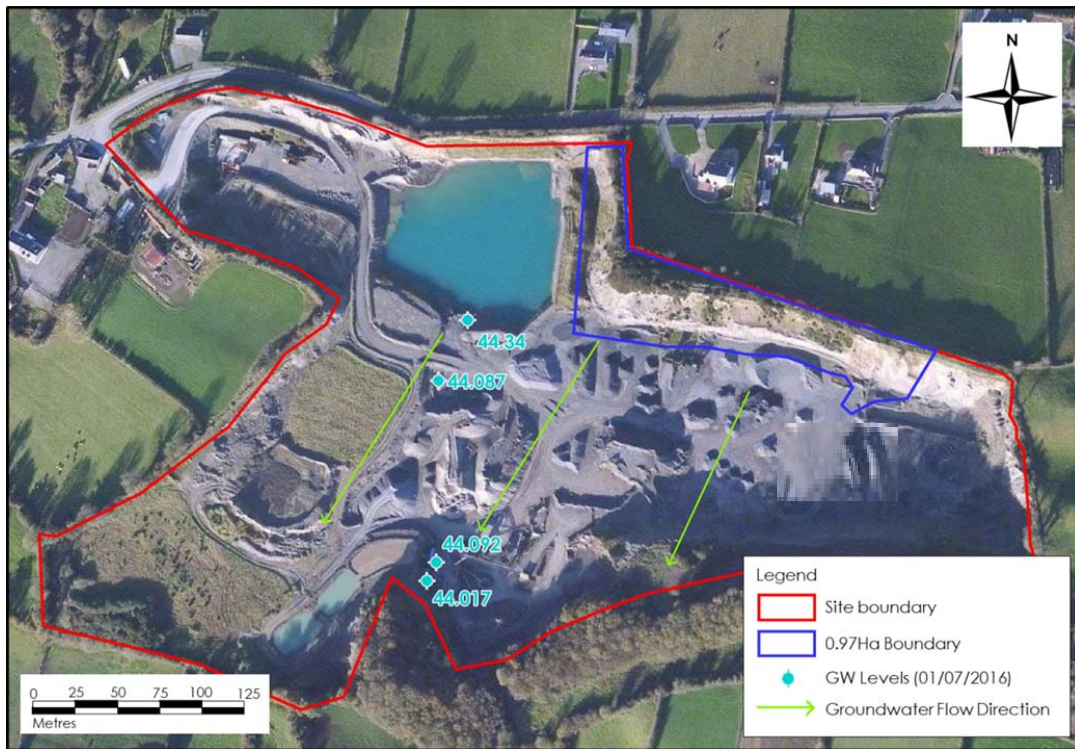 N
44.34
44.087
44.092
44.017
Legend
Site boundary
0.97Ha Boundary
GW Levels (01/07/2016)
Groundwater Flow Direction
0 25 50 75 100 125
Metres